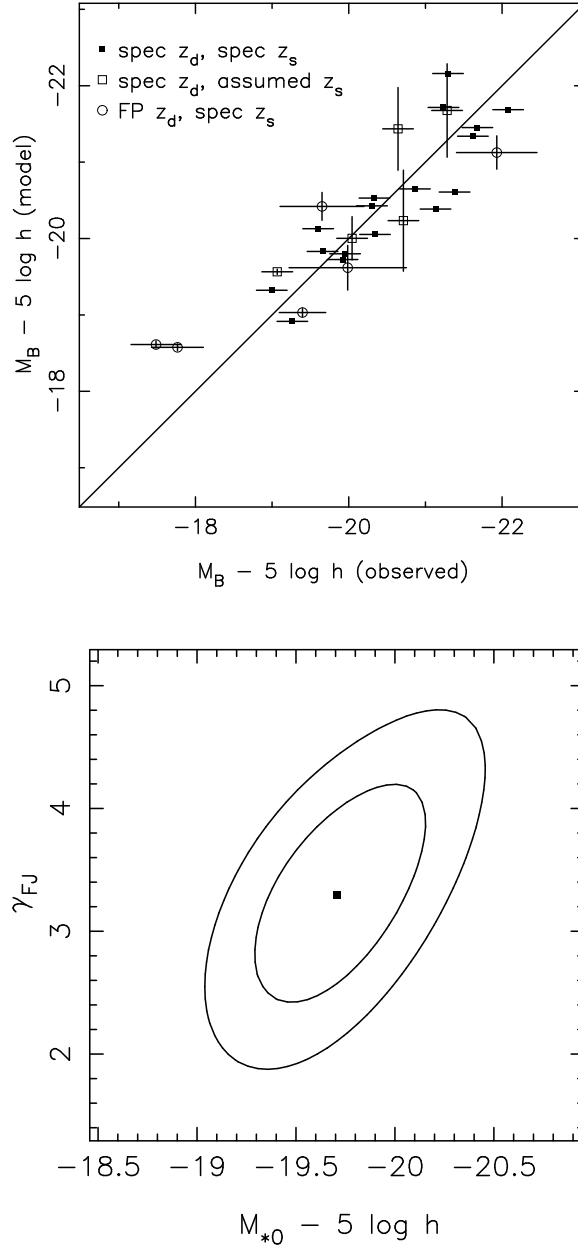 spec z_d, spec z_s
spec z_d, assumed z_s
FP z_d, spec z_s
−22
−20
−18
M_B − 5 log h (model)
−18 −20 −22
M_B − 5 log h (observed)
5
4
3
2
γ_FJ
−18.5 −19 −19.5 −20 −20.5
M_{*0} − 5 log h